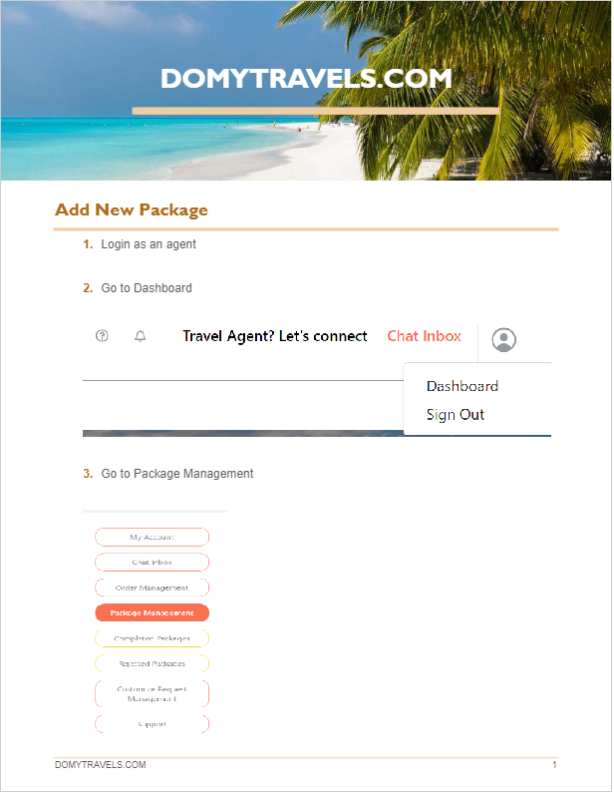 DOMYTRAVELS.COM
Add New Package
1. Login as an agent
2. Go to Dashboard
Travel Agent? Let's connect Chat Inbox
Dashboard
Sign Out
3. Go to Package Management
My Account
Chat Inbox
Order Management
Package Management
Completed Packages
Rejected Packages
Customize Request
Management
Support
DOMYTRAVELS.COM 1